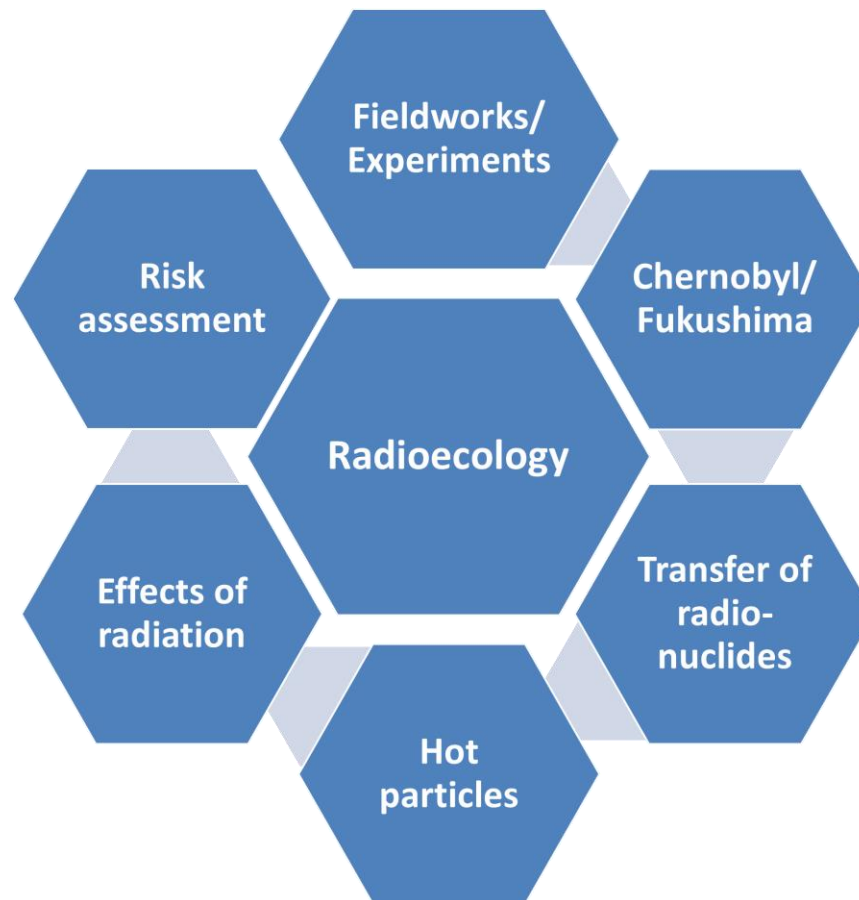 Fieldworks/
Experiments
Risk
assessment
Chernobyl/
Fukushima
Radioecology
Effects of
radiation
Transfer of
radio-
nuclides
Hot
particles